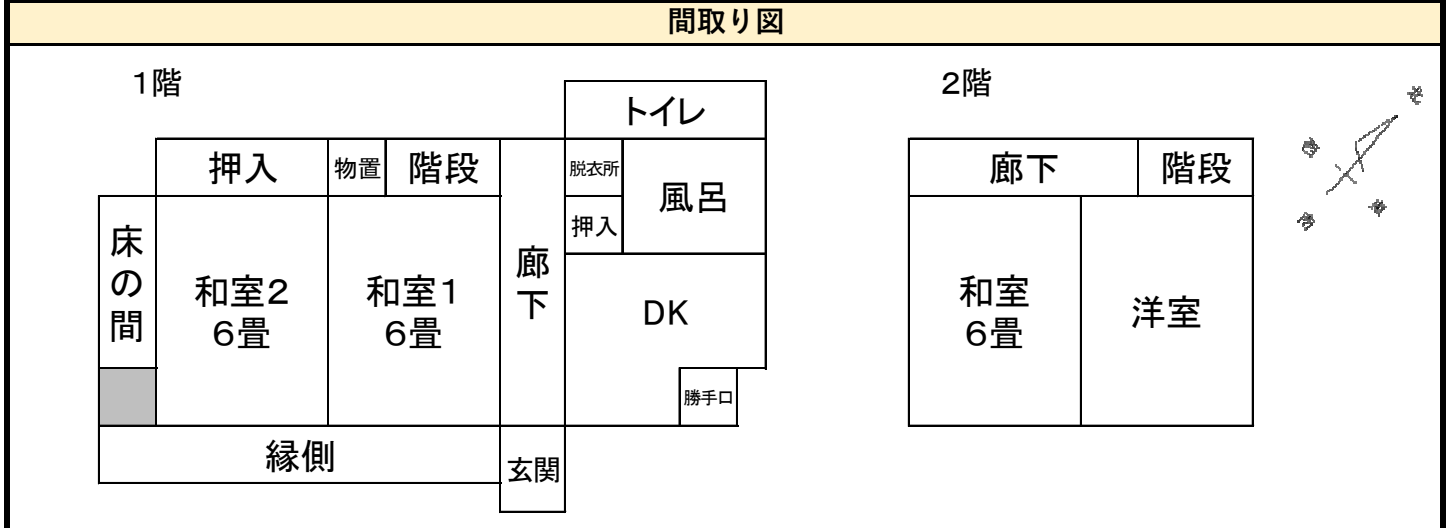 間取り図
1階
2階
トイレ
押入
物置
階段
脱衣所
風呂
押入
床の間
和室2
6畳
和室1
6畳
廊下
DK
勝手口
縁側
玄関
廊下
階段
和室
6畳
洋室